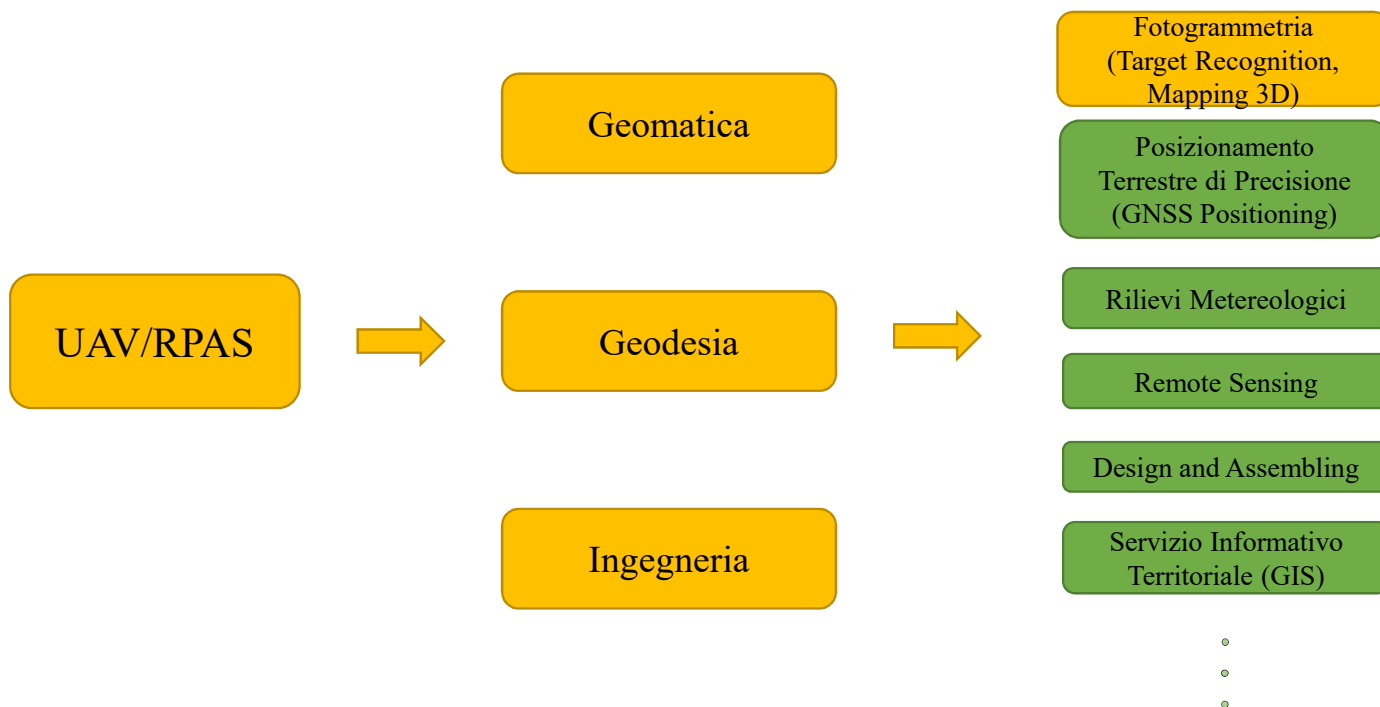 UAV/RPAS
Geomatica
Geodesia
Ingegneria
Fotogrammetria
(Target Recognition,
Mapping 3D)
Posizionamento
Terrestre di Precisione
(GNSS Positioning)
Rilievi Metereologici
Remote Sensing
Design and Assembling
Servizio Informativo
Territoriale (GIS)